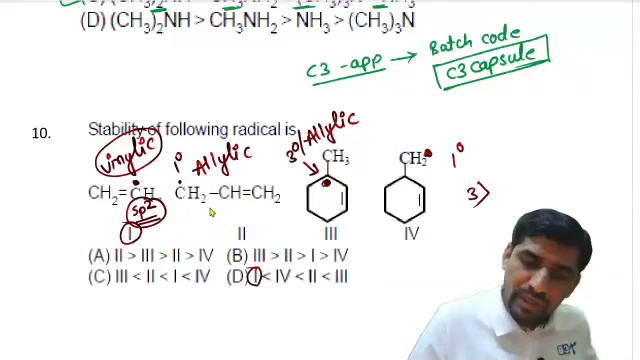 (D) (CH₃)₂NH > CH₃NH₂ > NH₃ > (CH₃)₃N
C3-app → Batch code
C3 capsule
10. Stability of following radical is
vinylic
1° Allylic
3°/Allylic
CH₂=ĊH, ĊH₂–CH=CH₂
sp²
CH₃
CH₂•
1°
3>
I II III IV
(A) II > III > II > IV (B) III > II > I > IV
(C) III < II < I < IV (D) I < IV < II < III